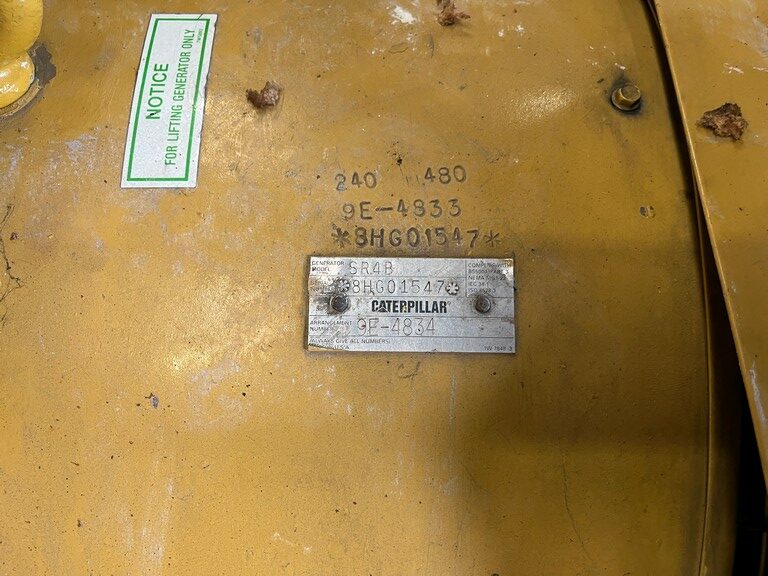 NOTICE
FOR LIFTING GENERATOR ONLY
240 480
9E-4833
*8HG01547*
GENERATOR
MODEL SR4B
*8HG01547*
CATERPILLAR
ARRANGEMENT
NUMBER 9E-4834
(ALWAYS GIVE ALL NUMBERS)